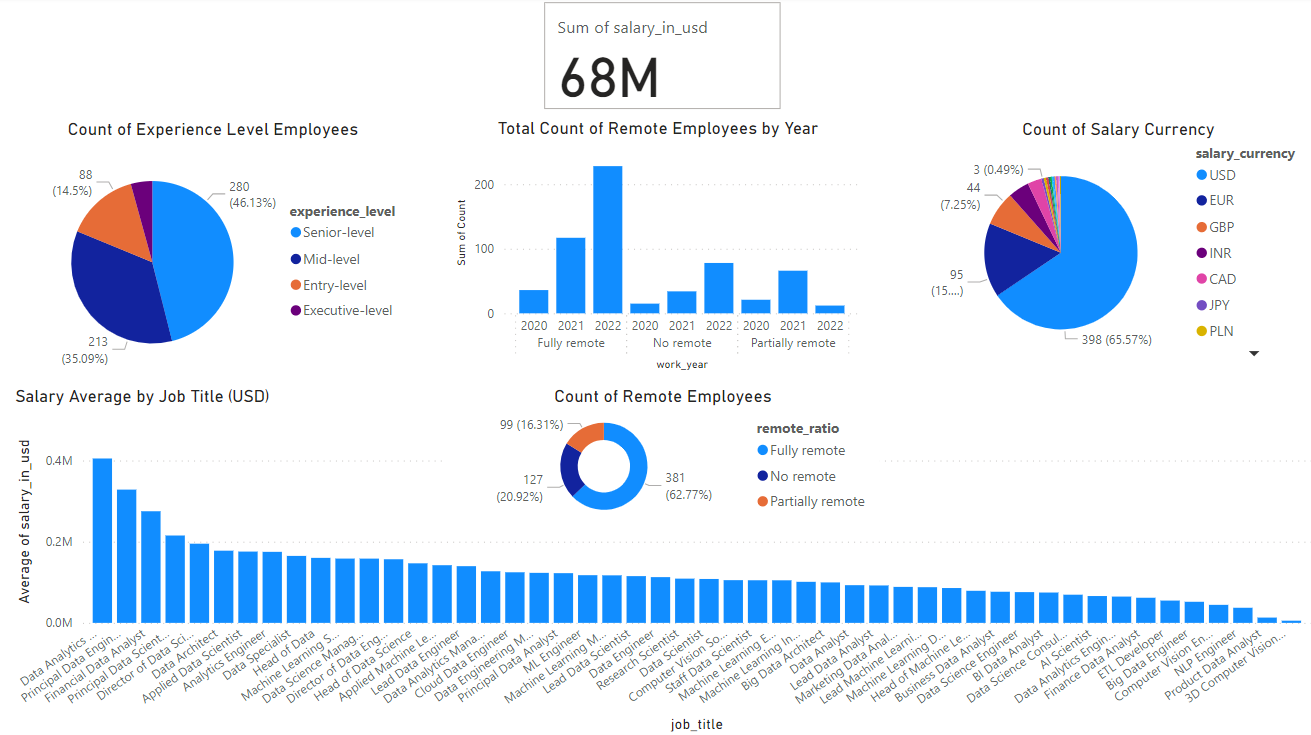 Sum of salary_in_usd
68M
Count of Experience Level Employees
88
(14.5%)
280
(46.13%)
213
(35.09%)
experience_level
Senior-level
Mid-level
Entry-level
Executive-level
Total Count of Remote Employees by Year
Sum of Count
200
100
0
2020 2021 2022 2020 2021 2022 2020 2021 2022
Fully remote No remote Partially remote
work_year
Count of Salary Currency
3 (0.49%)
44
(7.25%)
95
(15....)
398 (65.57%)
salary_currency
USD
EUR
GBP
INR
CAD
JPY
PLN
Salary Average by Job Title (USD)
Average of salary_in_usd
0.4M
0.2M
0.0M
Count of Remote Employees
99 (16.31%)
127
(20.92%)
381
(62.77%)
remote_ratio
Fully remote
No remote
Partially remote
Data Analytics ...
Principal Data Engin...
Financial Data Analyst
Principal Data Scient...
Director of Data Sci...
Data Architect
Applied Data Scientist
Analytics Engineer
Data Specialist
Head of Data
Machine Learning S...
Data Science Manag...
Director of Data Eng...
Head of Data Science
Applied Machine Le...
Lead Data Engineer
Data Analytics Mana...
Cloud Data Engineer
Data Engineering M...
Principal Data Analyst
ML Engineer
Machine Learning M...
Lead Data Scientist
Data Engineer
Research Scientist
Data Scientist
Computer Vision So...
Staff Data Scientist
Machine Learning E...
Machine Learning In...
Big Data Architect
Data Analyst
Lead Data Analyst
Marketing Data Anal...
Lead Machine Learni...
Machine Learning D...
Head of Machine Le...
Business Data Analyst
Data Science Engineer
BI Data Analyst
Data Science Consul...
AI Scientist
Data Analytics Engin...
Finance Data Analyst
ETL Developer
Big Data Engineer
Computer Vision En...
NLP Engineer
Product Data Analyst
3D Computer Vision...
job_title